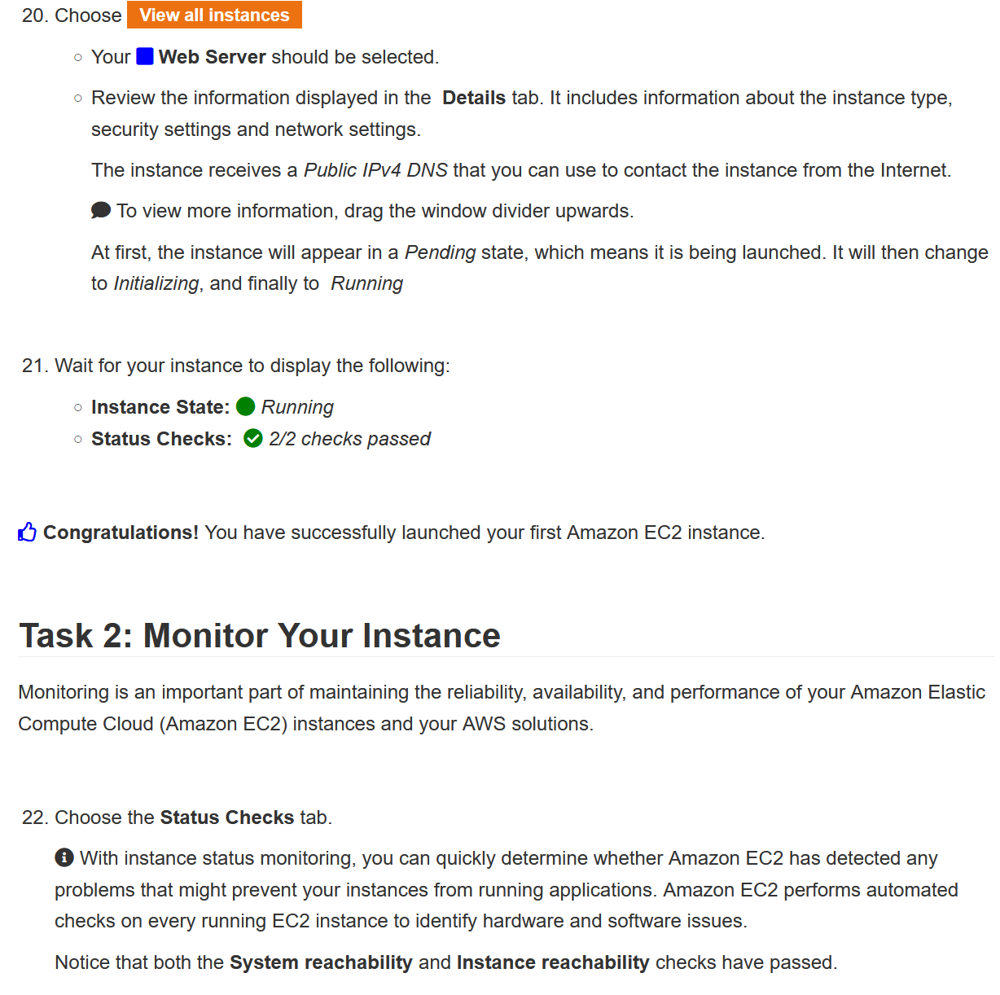 20. Choose View all instances
Your Web Server should be selected.
Review the information displayed in the Details tab. It includes information about the instance type,
security settings and network settings.
The instance receives a Public IPv4 DNS that you can use to contact the instance from the Internet.
To view more information, drag the window divider upwards.
At first, the instance will appear in a Pending state, which means it is being launched. It will then change
to Initializing, and finally to Running
21. Wait for your instance to display the following:
Instance State: Running
Status Checks: 2/2 checks passed
Congratulations! You have successfully launched your first Amazon EC2 instance.
Task 2: Monitor Your Instance
Monitoring is an important part of maintaining the reliability, availability, and performance of your Amazon Elastic
Compute Cloud (Amazon EC2) instances and your AWS solutions.
22. Choose the Status Checks tab.
With instance status monitoring, you can quickly determine whether Amazon EC2 has detected any
problems that might prevent your instances from running applications. Amazon EC2 performs automated
checks on every running EC2 instance to identify hardware and software issues.
Notice that both the System reachability and Instance reachability checks have passed.